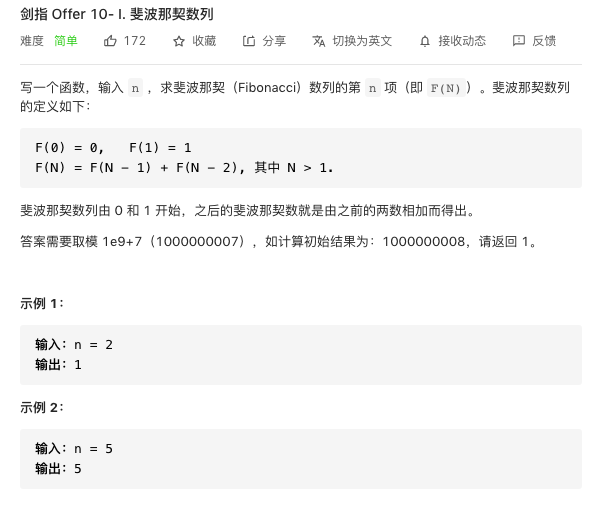 剑指 Offer 10- I. 斐波那契数列
难度 简单 172 收藏 分享 切换为英文 接收动态 反馈
写一个函数，输入 n ，求斐波那契（Fibonacci）数列的第 n 项（即 F(N)）。斐波那契数列
的定义如下：
F(0) = 0,   F(1) = 1
F(N) = F(N - 1) + F(N - 2), 其中 N > 1.
斐波那契数列由 0 和 1 开始，之后的斐波那契数就是由之前的两数相加而得出。
答案需要取模 1e9+7（1000000007），如计算初始结果为：1000000008，请返回 1。
示例 1：
输入：n = 2
输出：1
示例 2：
输入：n = 5
输出：5